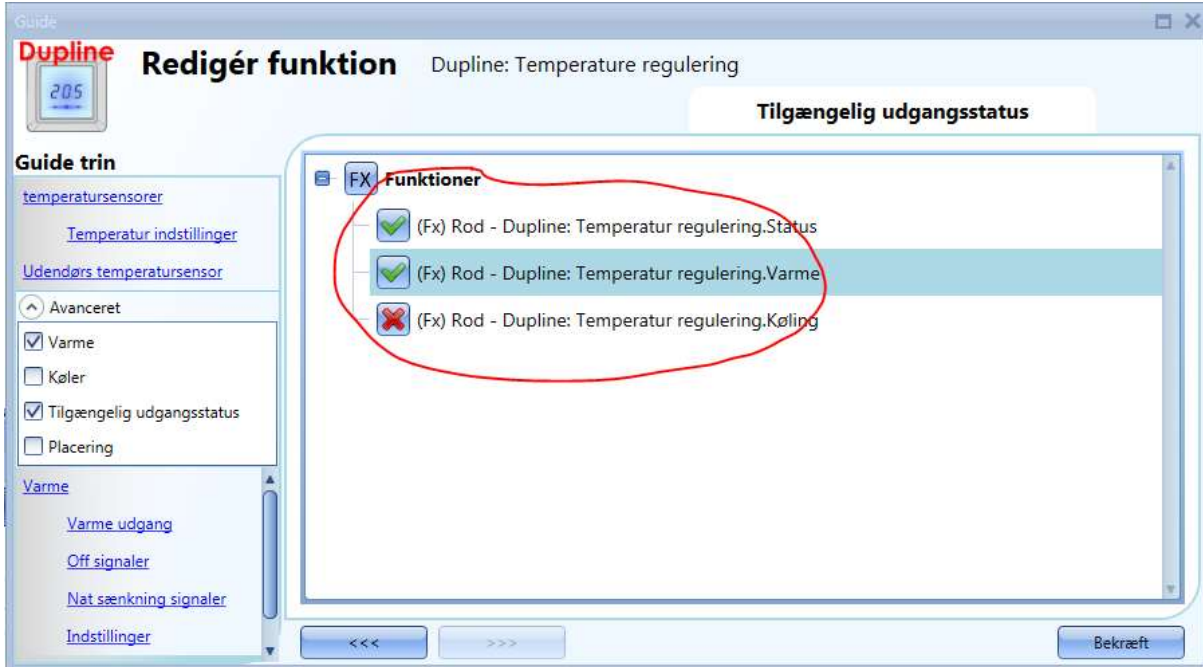 Guide
Dupline
205
Redigér funktion
Dupline: Temperature regulering
Tilgængelig udgangsstatus
Guide trin
temperatursensorer
Temperatur indstillinger
Udendørs temperatursensor
Avanceret
Varme
Køler
Tilgængelig udgangsstatus
Placering
Varme
Varme udgang
Off signaler
Nat sænkning signaler
Indstillinger
FX Funktioner
(Fx) Rod - Dupline: Temperatur regulering.Status
(Fx) Rod - Dupline: Temperatur regulering.Varme
(Fx) Rod - Dupline: Temperatur regulering.Køling
<<<
>>>
Bekræft